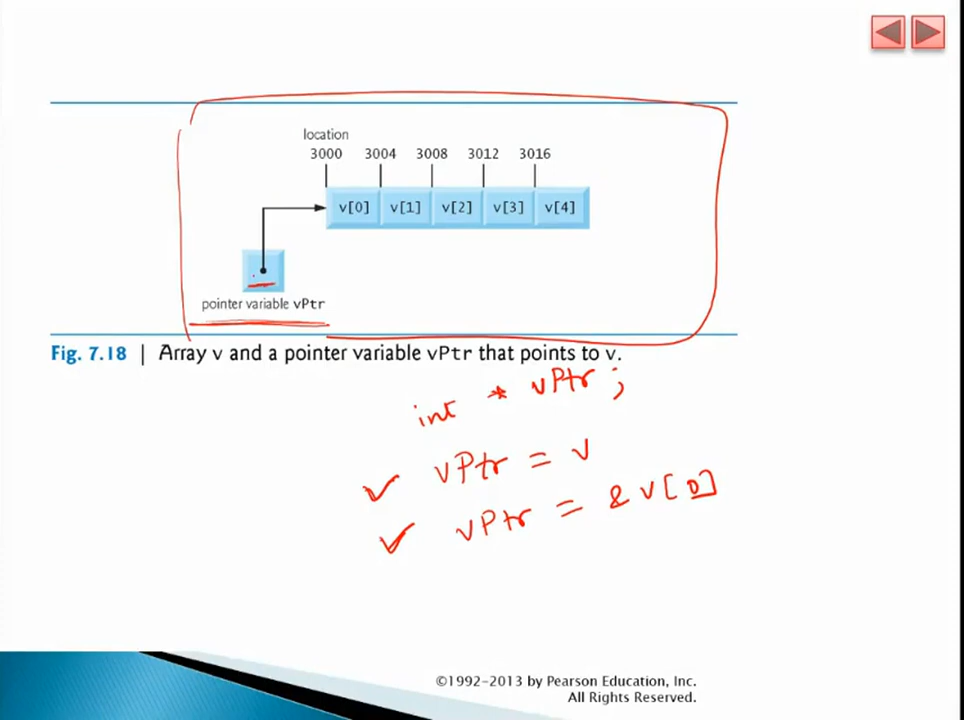 location
3000 3004 3008 3012 3016
v[0] v[1] v[2] v[3] v[4]
pointer variable vPtr
Fig. 7.18 | Array v and a pointer variable vPtr that points to v.
int * vPtr ;
vPtr = v
vPtr = & v[0]
©1992-2013 by Pearson Education, Inc.
All Rights Reserved.